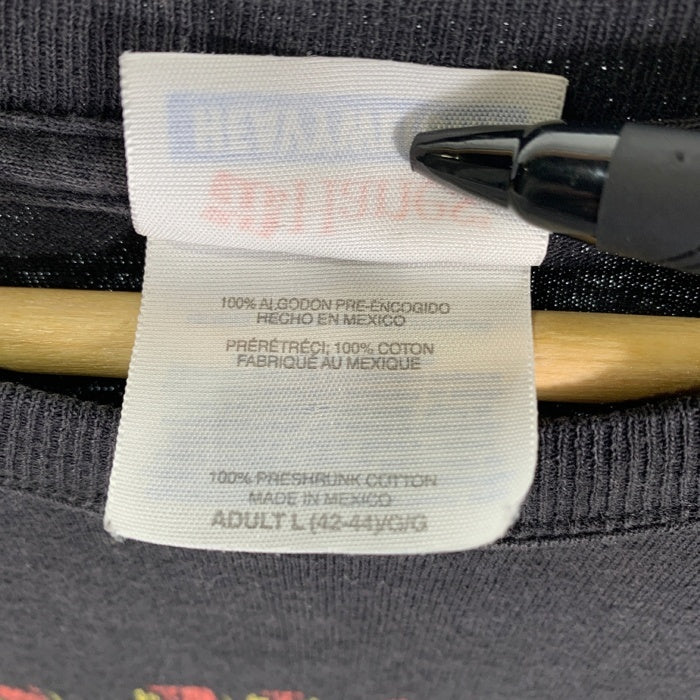 100% ALGODON PRE-ENCOGIDO
HECHO EN MEXICO
PRÉRÉTRÉCI; 100% COTON
FABRIQUÉ AU MEXIQUE
100% PRESHRUNK COTTON
MADE IN MEXICO
ADULT L (42-44)/G/G